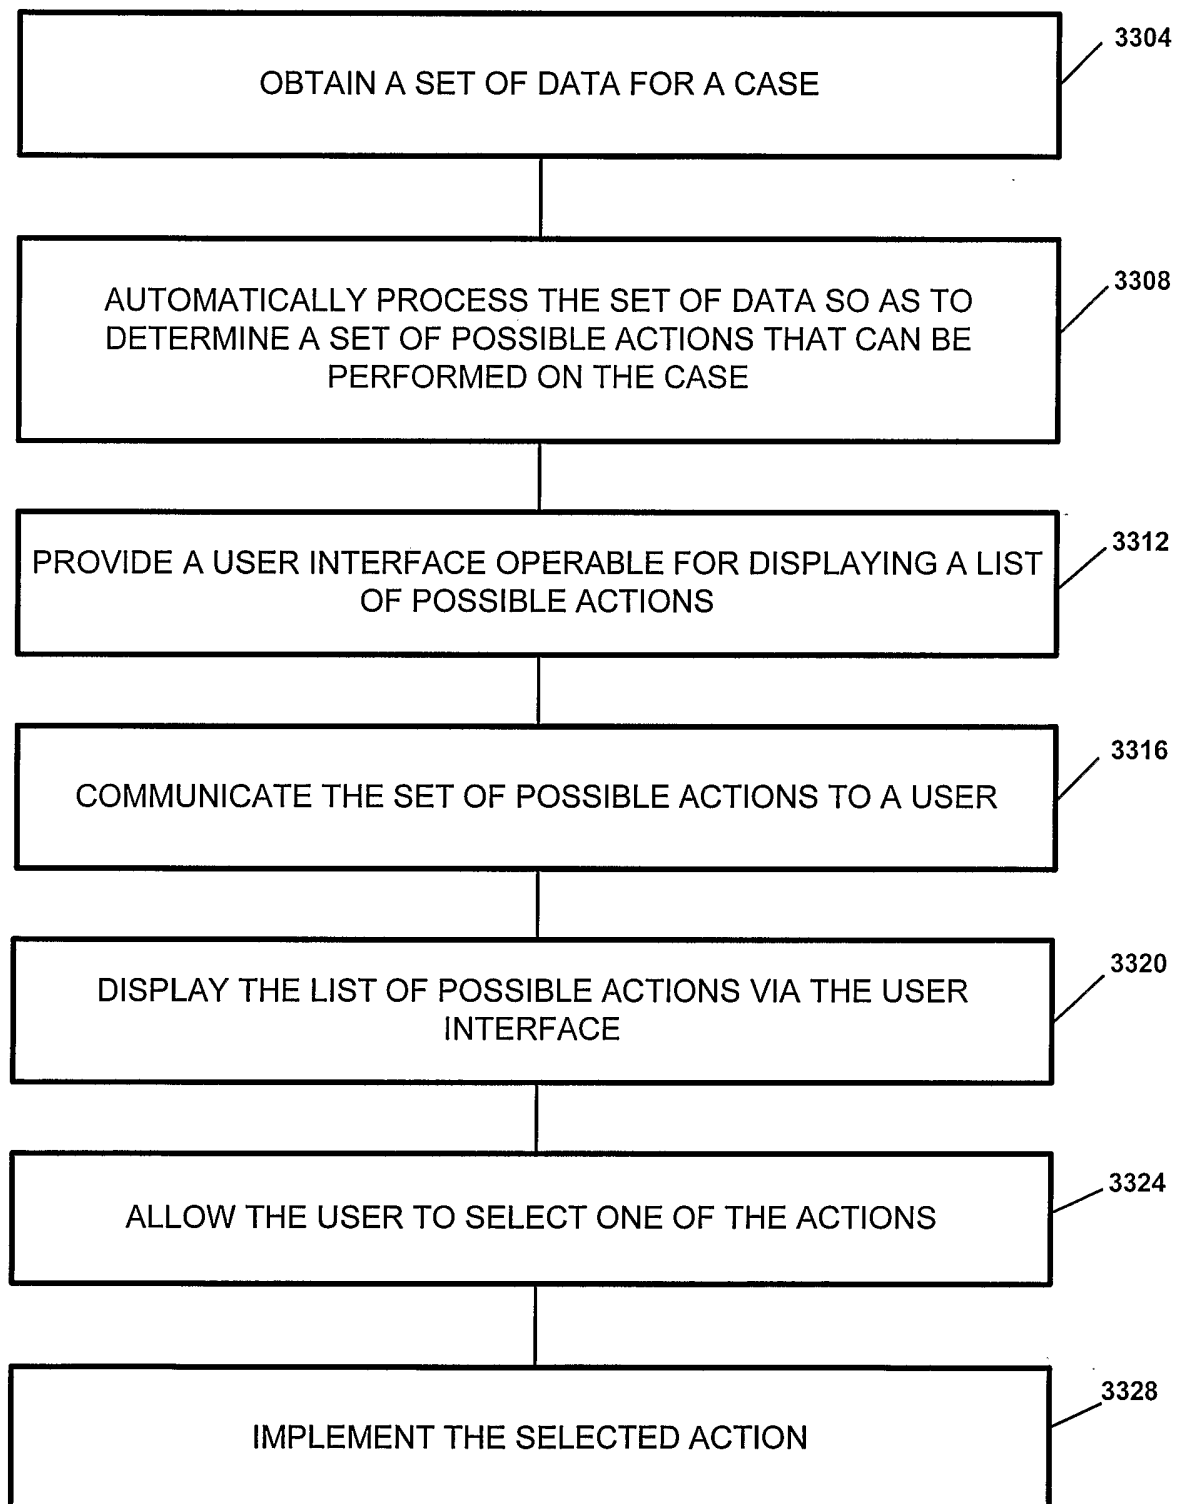 3304
OBTAIN A SET OF DATA FOR A CASE
3308
AUTOMATICALLY PROCESS THE SET OF DATA SO AS TO
DETERMINE A SET OF POSSIBLE ACTIONS THAT CAN BE
PERFORMED ON THE CASE
3312
PROVIDE A USER INTERFACE OPERABLE FOR DISPLAYING A LIST
OF POSSIBLE ACTIONS
3316
COMMUNICATE THE SET OF POSSIBLE ACTIONS TO A USER
3320
DISPLAY THE LIST OF POSSIBLE ACTIONS VIA THE USER
INTERFACE
3324
ALLOW THE USER TO SELECT ONE OF THE ACTIONS
3328
IMPLEMENT THE SELECTED ACTION